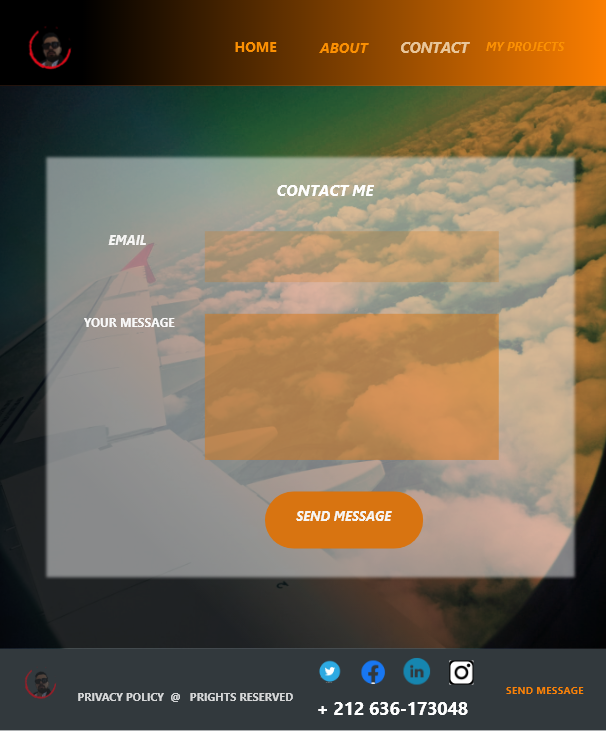 HOME ABOUT CONTACT MY PROJECTS
CONTACT ME
EMAIL
YOUR MESSAGE
SEND MESSAGE
PRIVACY POLICY @ PRIGHTS RESERVED
+ 212 636-173048
SEND MESSAGE